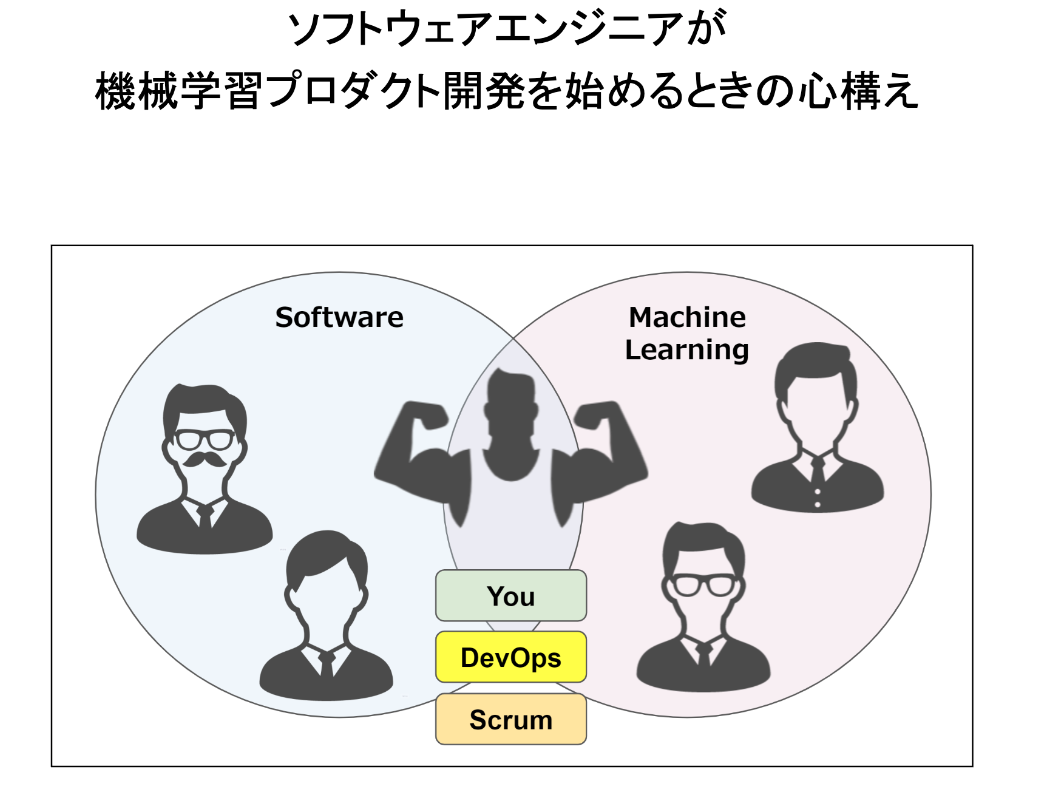 ソフトウェアエンジニアが
機械学習プロダクト開発を始めるときの心構え
Software
Machine
Learning
You
DevOps
Scrum